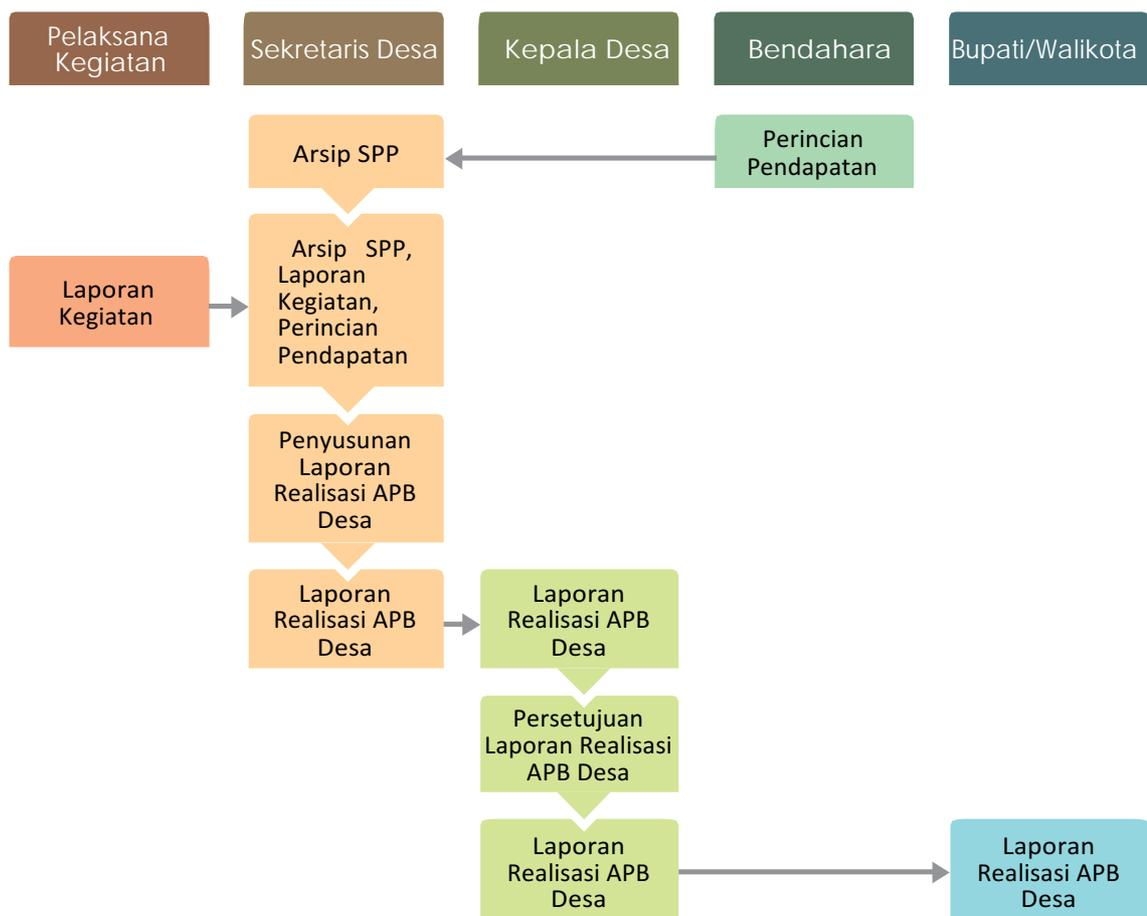 Pelaksana
Kegiatan
Sekretaris Desa
Kepala Desa
Bendahara
Bupati/Walikota
Arsip SPP
Perincian
Pendapatan
Laporan
Kegiatan
Arsip SPP,
Laporan
Kegiatan,
Perincian
Pendapatan
Penyusunan
Laporan
Realisasi APB
Desa
Laporan
Realisasi APB
Desa
Laporan
Realisasi APB
Desa
Persetujuan
Laporan Realisasi
APB Desa
Laporan
Realisasi APB
Desa
Laporan
Realisasi APB
Desa